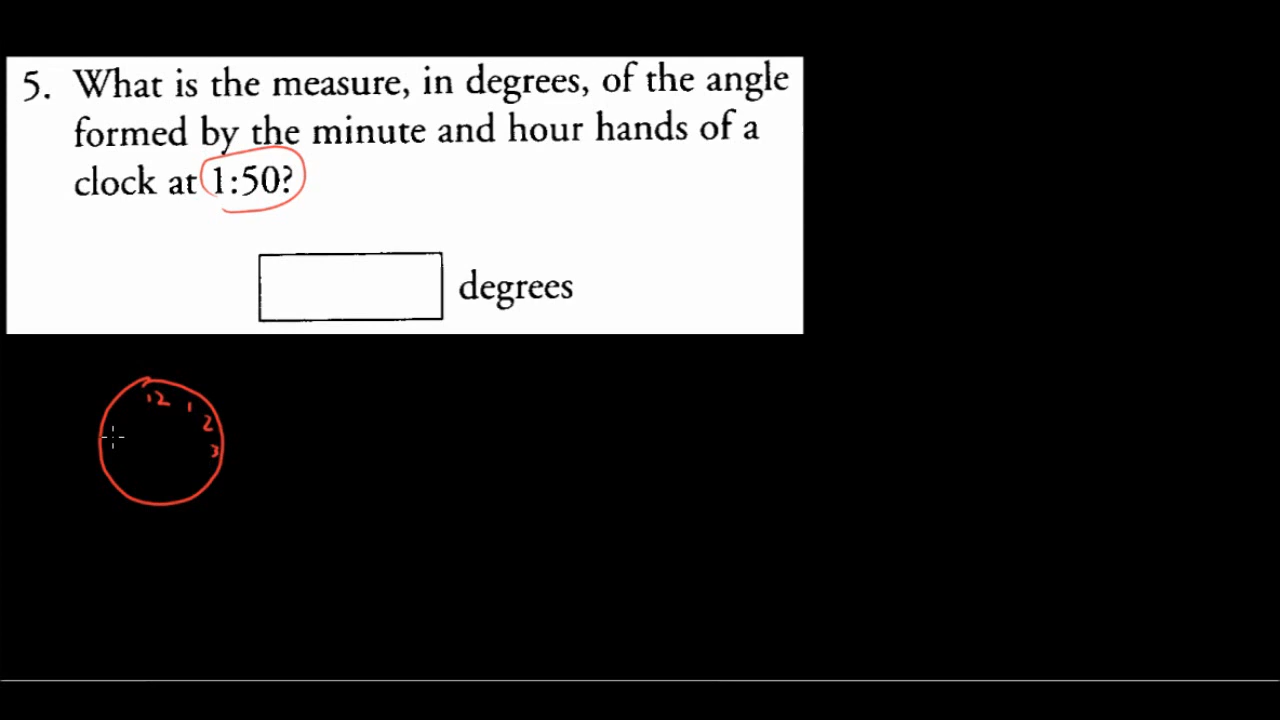 5. What is the measure, in degrees, of the angle
formed by the minute and hour hands of a
clock at 1:50?
degrees
12 1
2
3